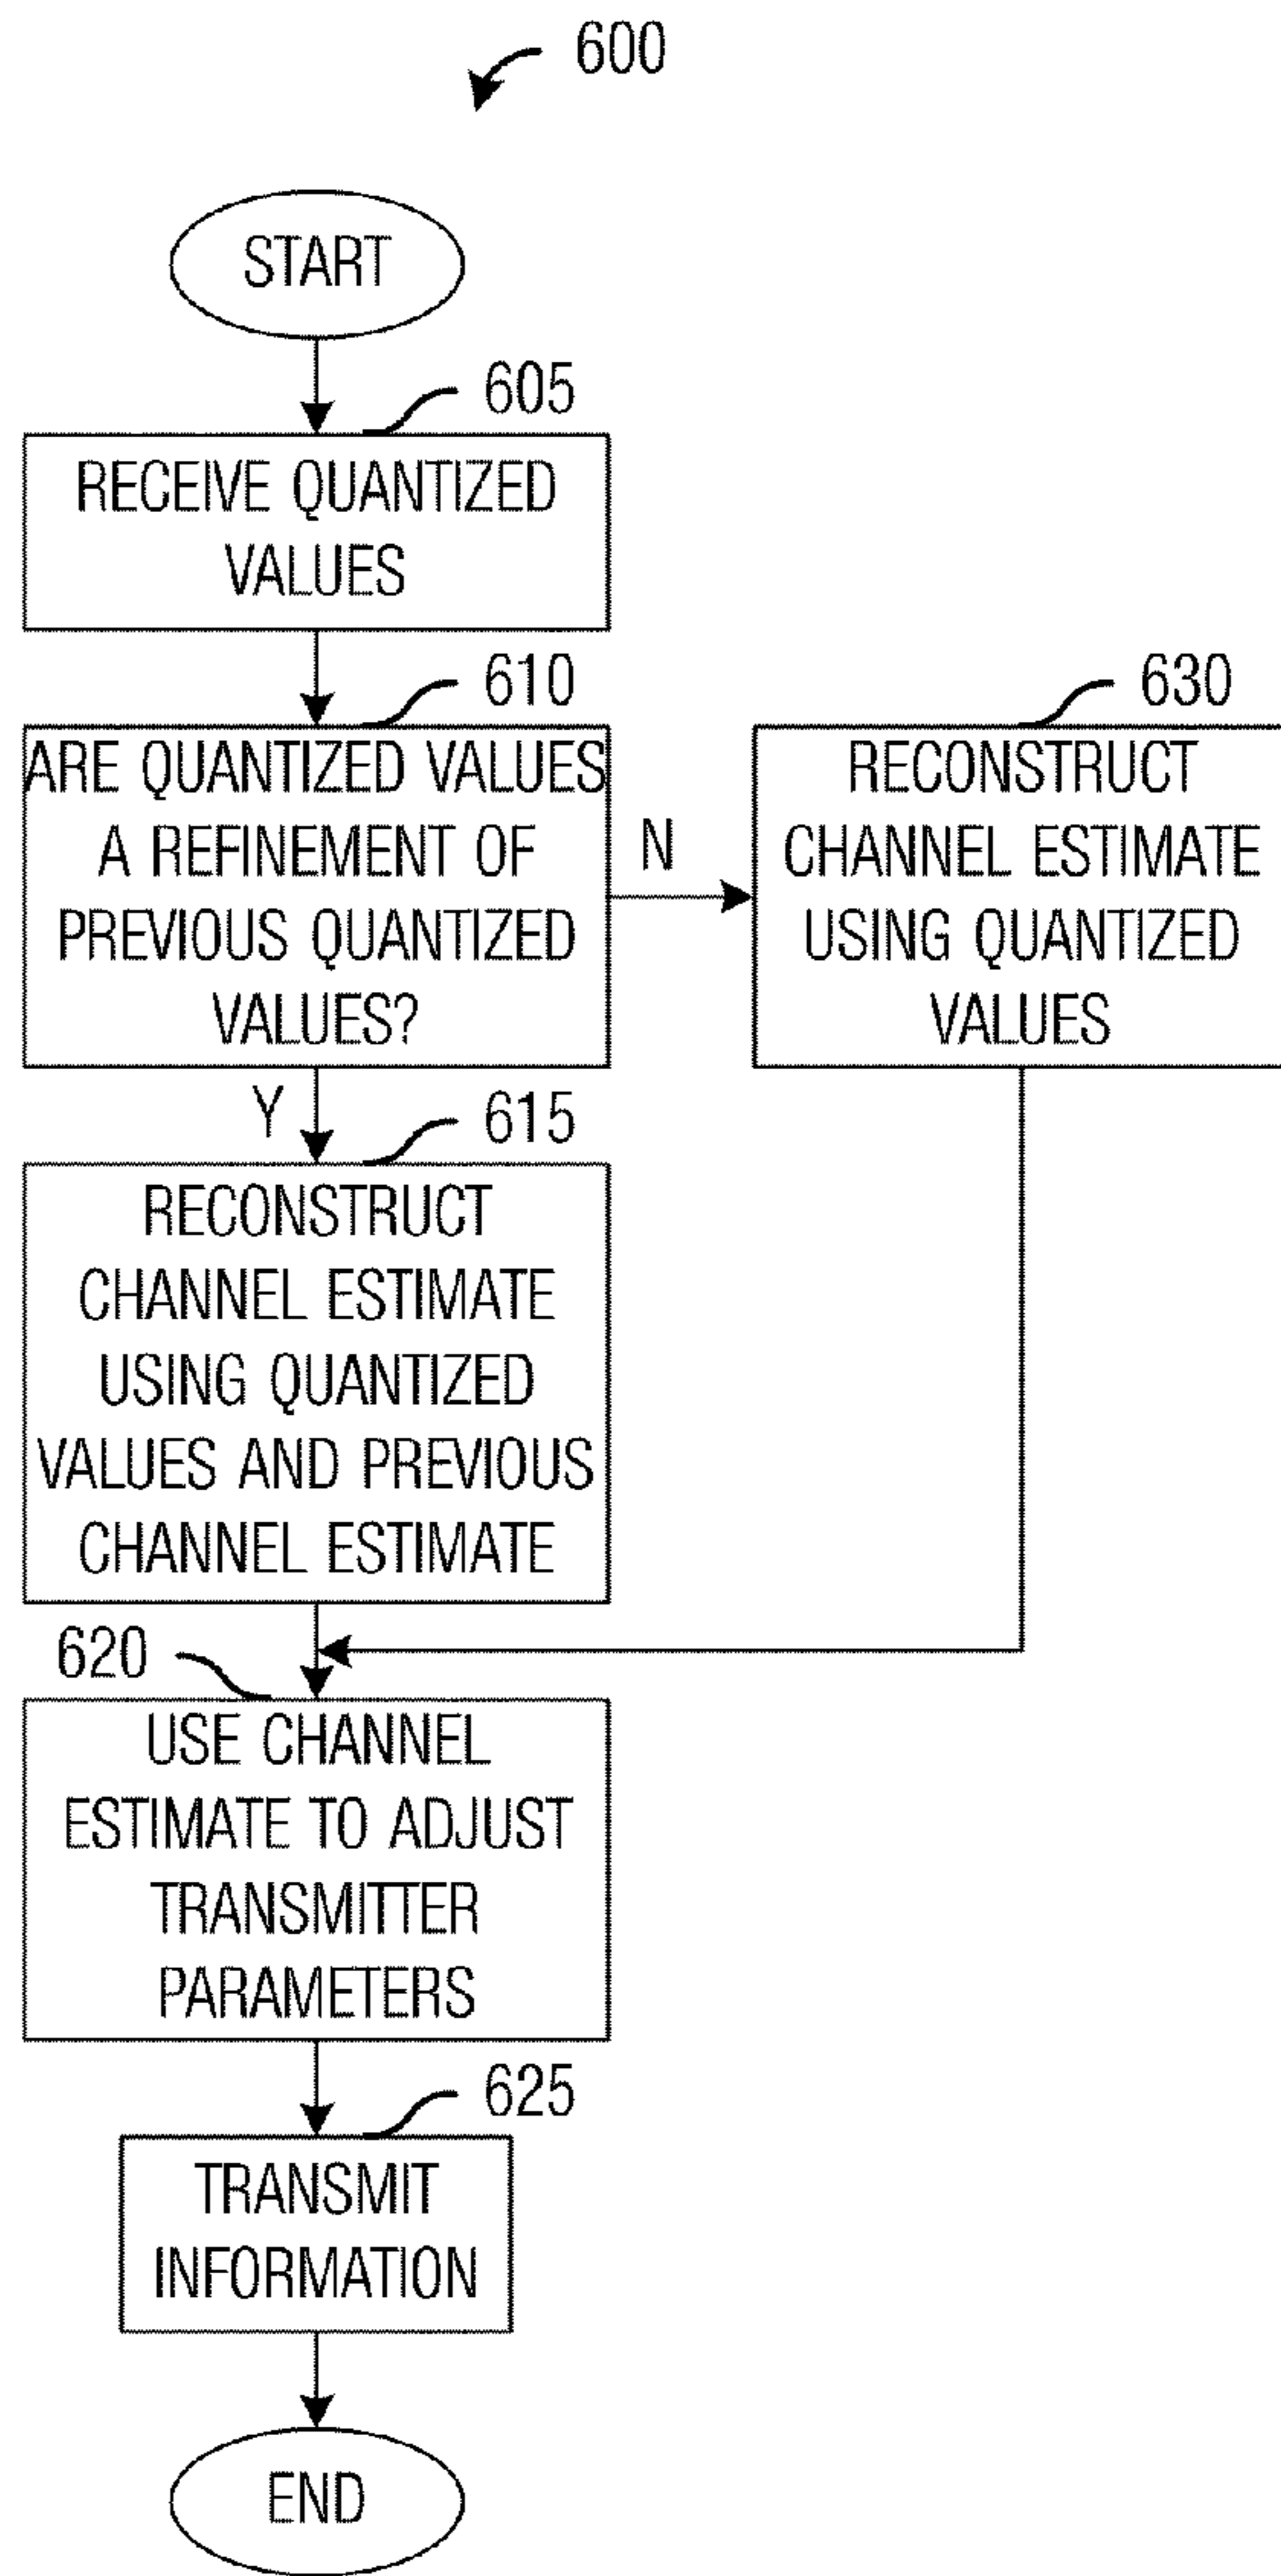 600
START
605
RECEIVE QUANTIZED
VALUES
610
ARE QUANTIZED VALUES
A REFINEMENT OF
PREVIOUS QUANTIZED
VALUES?
N
630
RECONSTRUCT
CHANNEL ESTIMATE
USING QUANTIZED
VALUES
Y
615
RECONSTRUCT
CHANNEL ESTIMATE
USING QUANTIZED
VALUES AND PREVIOUS
CHANNEL ESTIMATE
620
USE CHANNEL
ESTIMATE TO ADJUST
TRANSMITTER
PARAMETERS
625
TRANSMIT
INFORMATION
END